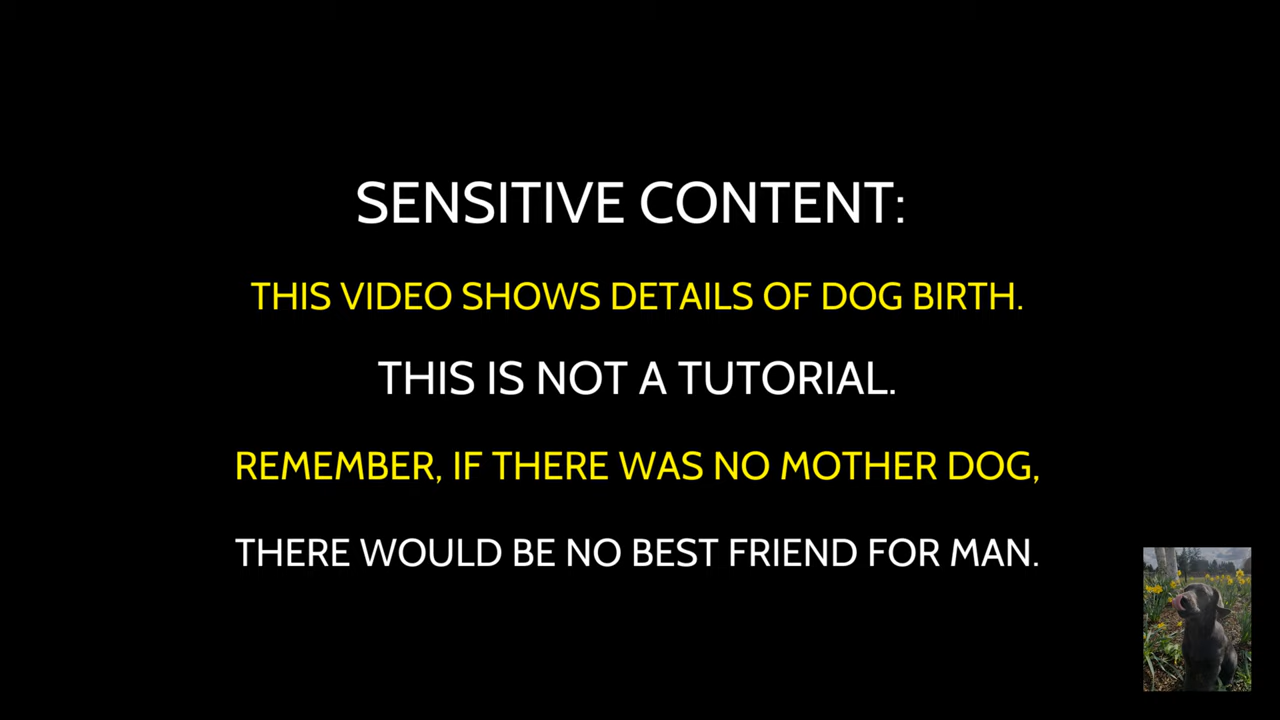 SENSITIVE CONTENT:
THIS VIDEO SHOWS DETAILS OF DOG BIRTH.
THIS IS NOT A TUTORIAL.
REMEMBER, IF THERE WAS NO MOTHER DOG,
THERE WOULD BE NO BEST FRIEND FOR MAN.